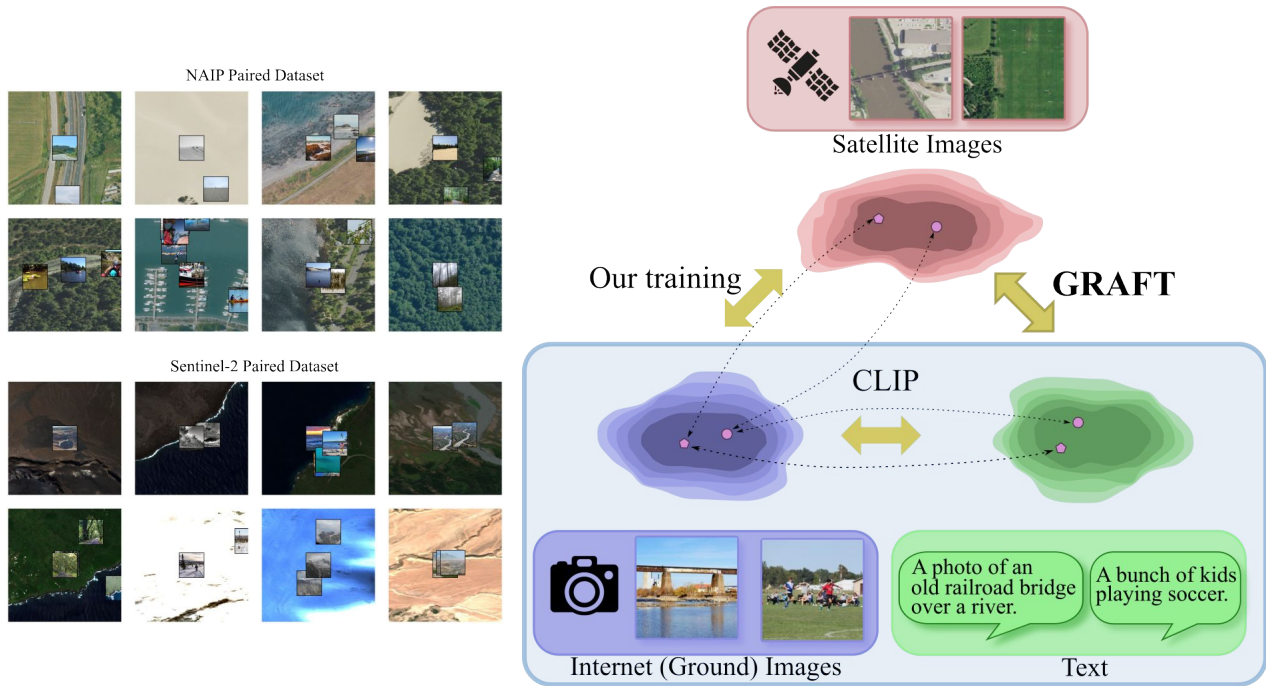 NAIP Paired Dataset
Sentinel-2 Paired Dataset
Satellite Images
Our training
GRAFT
CLIP
A photo of an
old railroad bridge
over a river.
A bunch of kids
playing soccer.
Internet (Ground) Images
Text